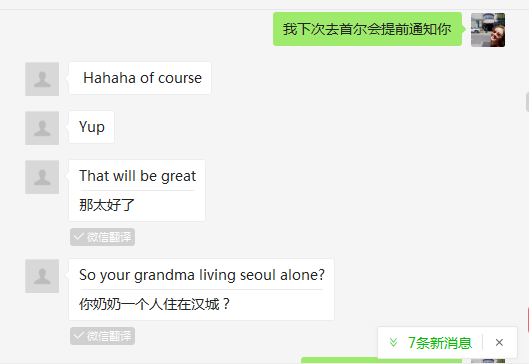 我下次去首尔会提前通知你
Hahaha of course
Yup
That will be great
那太好了
微信翻译
So your grandma living seoul alone?
你奶奶一个人住在汉城？
微信翻译
7条新消息